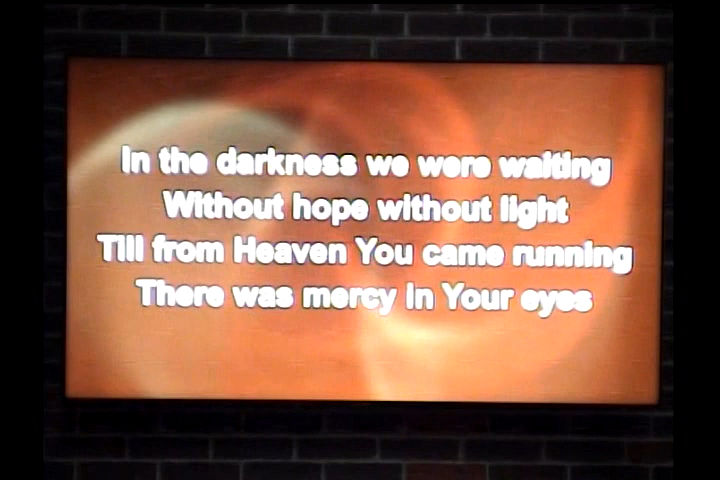 In the darkness we were waiting
Without hope without light
Till from Heaven You came running
There was mercy in Your eyes